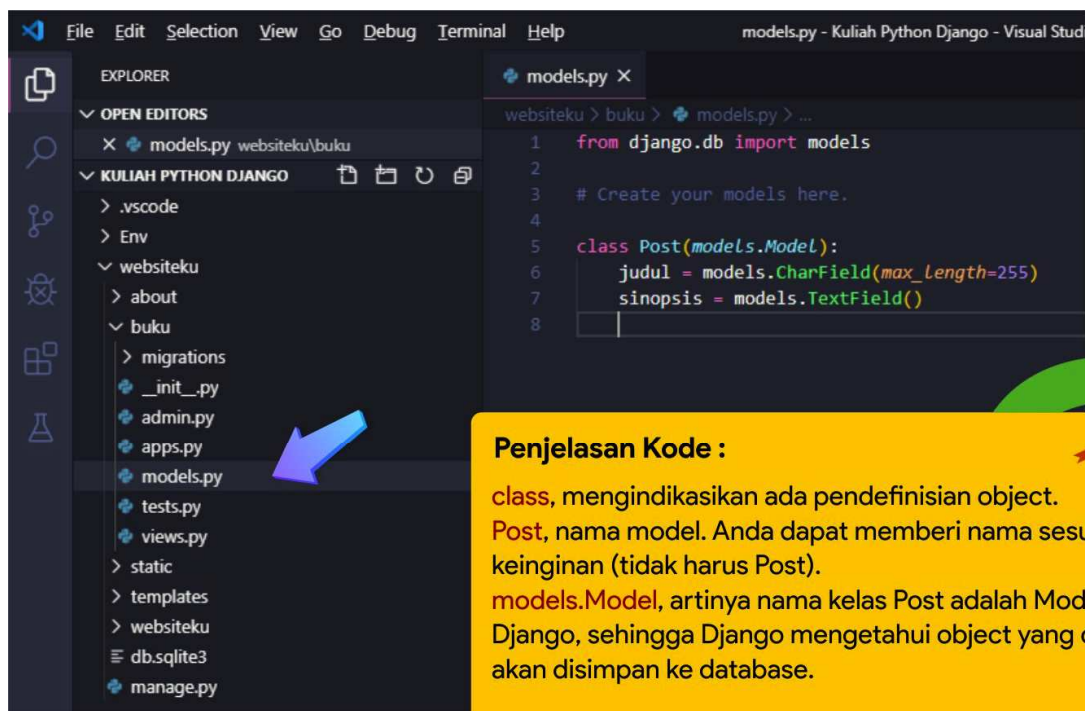 File Edit Selection View Go Debug Terminal Help models.py - Kuliah Python Django - Visual Studi
EXPLORER
OPEN EDITORS
models.py websiteku\buku
KULIAH PYTHON DJANGO
.vscode
Env
websiteku
about
buku
migrations
__init__.py
admin.py
apps.py
models.py
tests.py
views.py
static
templates
websiteku
db.sqlite3
manage.py
models.py
websiteku > buku > models.py > ...
1 from django.db import models
2
3 # Create your models here.
4
5 class Post(models.Model):
6 judul = models.CharField(max_length=255)
7 sinopsis = models.TextField()
8
Penjelasan Kode :
class, mengindikasikan ada pendefinisian object.
Post, nama model. Anda dapat memberi nama sesu
keinginan (tidak harus Post).
models.Model, artinya nama kelas Post adalah Mod
Django, sehingga Django mengetahui object yang
akan disimpan ke database.